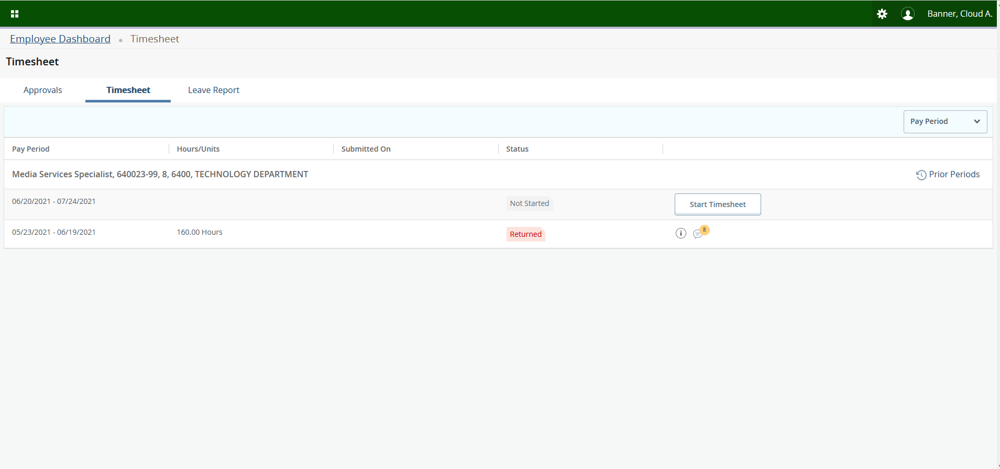 Banner, Cloud A.
Employee Dashboard • Timesheet
Timesheet
Approvals Timesheet Leave Report
Pay Period
Pay Period Hours/Units Submitted On Status
Media Services Specialist, 640023-99, 8, 6400, TECHNOLOGY DEPARTMENT Prior Periods
06/20/2021 - 07/24/2021 Not Started Start Timesheet
05/23/2021 - 06/19/2021 160.00 Hours Returned 8